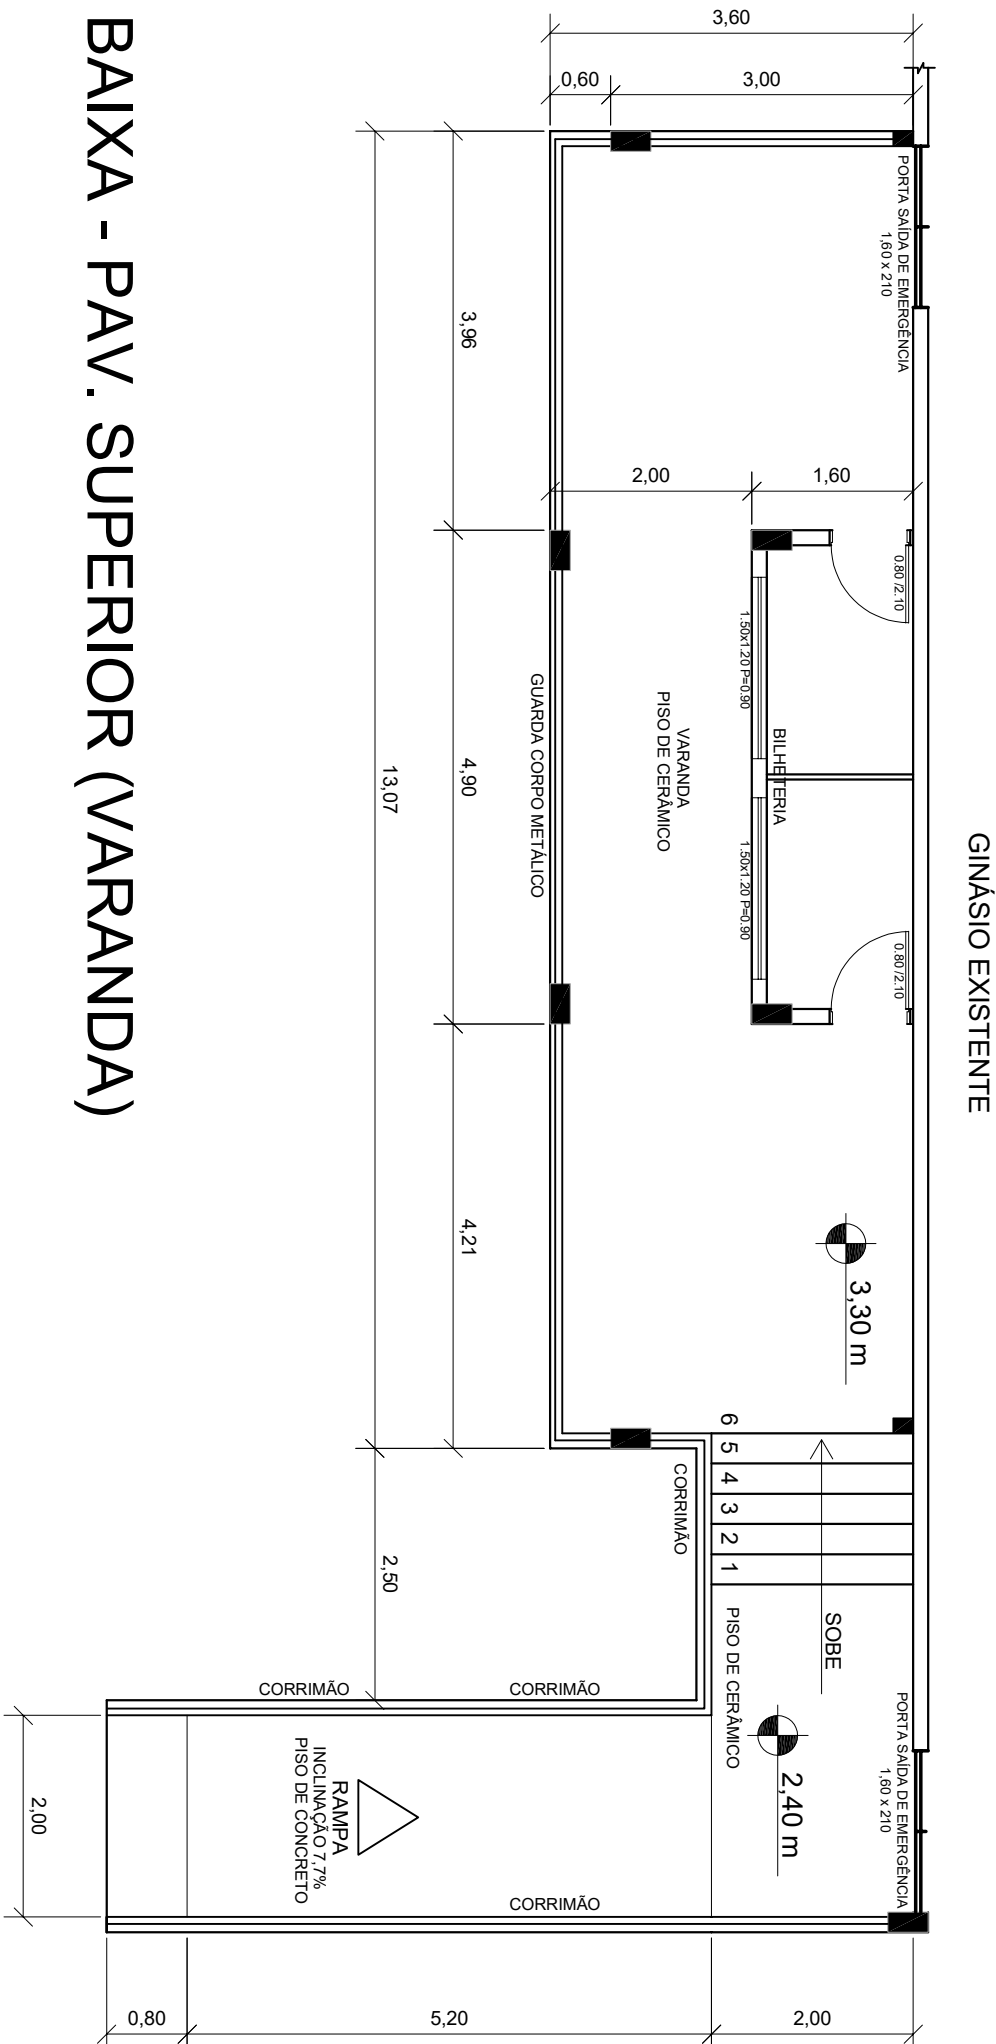 3,60
0,60
3,00
PORTA SAÍDA DE EMERGÊNCIA
1,60 x 210
3,96
2,00
1,60
0.80 /2.10
1.50x1.20 P=0.90
BILHETERIA
VARANDA
PISO DE CERÂMICO
GUARDA CORPO METÁLICO
4,90
13,07
1.50x1.20 P=0.90
0.80 /2.10
GINÁSIO EXISTENTE
4,21
3,30 m
6
5
4
3
2
1
CORRIMÃO
2,50
SOBE
PISO DE CERÂMICO
2,40 m
PORTA SAÍDA DE EMERGÊNCIA
1,60 x 210
CORRIMÃO
CORRIMÃO
RAMPA
INCLINAÇÃO 7,7%
PISO DE CONCRETO
CORRIMÃO
2,00
0,80
5,20
2,00
BAIXA - PAV. SUPERIOR (VARANDA)